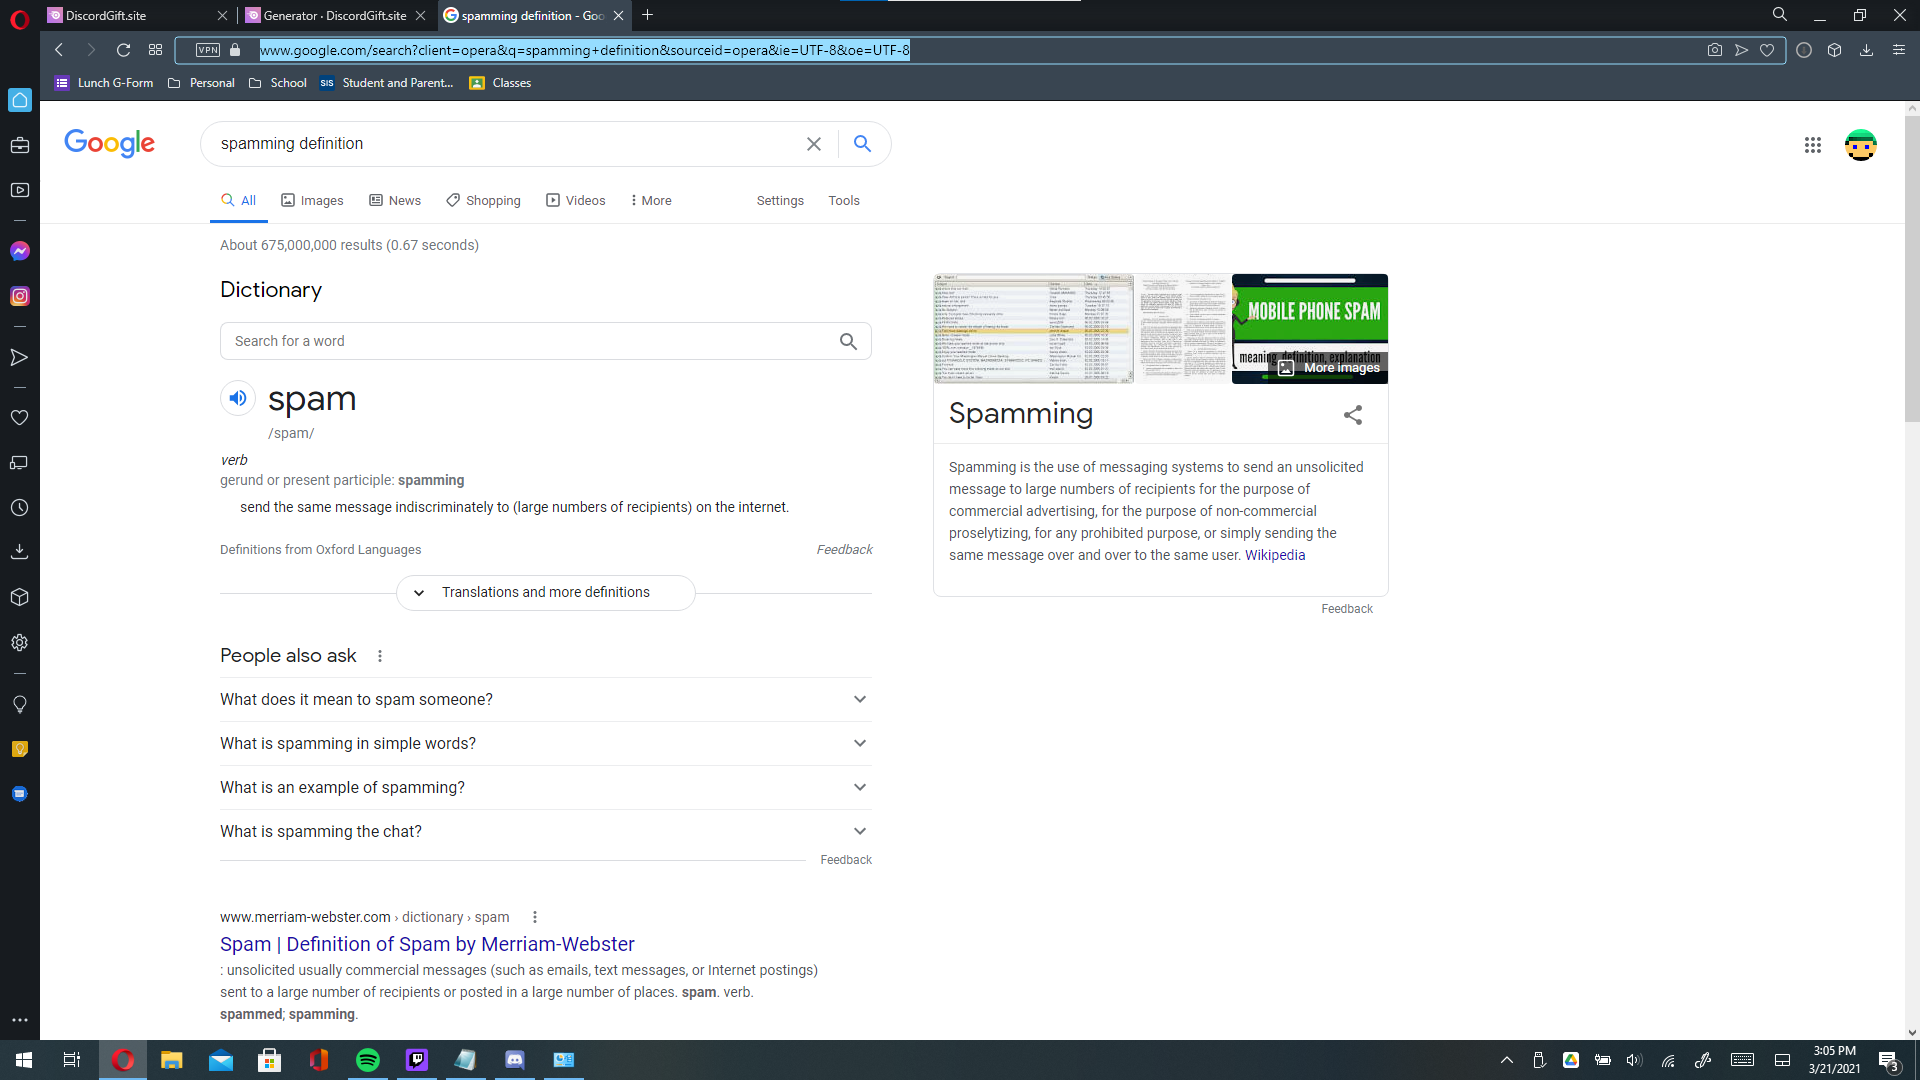 DiscordGift.site
Generator · DiscordGift.site
spamming definition - Goo
VPN
www.google.com/search?client=opera&q=spamming+definition&sourceid=opera&ie=UTF-8&oe=UTF-8
Lunch G-Form
Personal
School
SIS
Student and Parent...
Classes
Google
spamming definition
All
Images
News
Shopping
Videos
More
Settings
Tools
About 675,000,000 results (0.67 seconds)
Dictionary
Search for a word
spam
/spam/
verb
gerund or present participle: spamming
send the same message indiscriminately to (large numbers of recipients) on the internet.
Definitions from Oxford Languages
Feedback
Translations and more definitions
People also ask
What does it mean to spam someone?
What is spamming in simple words?
What is an example of spamming?
What is spamming the chat?
Feedback
www.merriam-webster.com › dictionary › spam
Spam | Definition of Spam by Merriam-Webster
: unsolicited usually commercial messages (such as emails, text messages, or Internet postings)
sent to a large number of recipients or posted in a large number of places. spam. verb.
spammed; spamming.
MOBILE PHONE SPAM
meaning, definition, explanation
More images
Spamming
Spamming is the use of messaging systems to send an unsolicited
message to large numbers of recipients for the purpose of
commercial advertising, for the purpose of non-commercial
proselytizing, for any prohibited purpose, or simply sending the
same message over and over to the same user. Wikipedia
Feedback
3:05 PM
3/21/2021
3